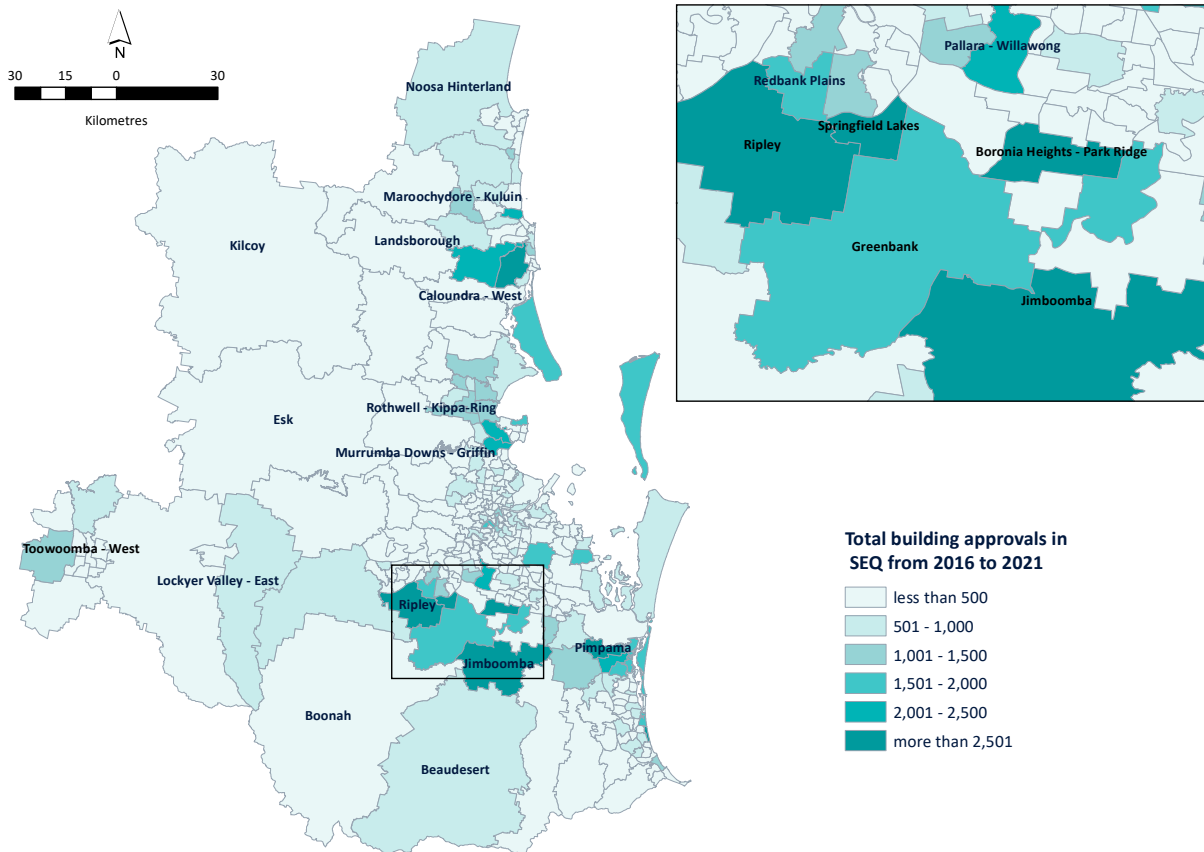 N
30 15 0 30
Kilometres
Noosa Hinterland
Maroochydore - Kuluin
Kilcoy
Landsborough
Caloundra - West
Rothwell - Kippa-Ring
Esk
Murrumba Downs - Griffin
Toowoomba - West
Lockyer Valley - East
Ripley
Pimpama
Jimboomba
Boonah
Beaudesert
Pallara - Willawong
Redbank Plains
Springfield Lakes
Ripley
Boronia Heights - Park Ridge
Greenbank
Jimboomba
Total building approvals in
SEQ from 2016 to 2021
less than 500
501 - 1,000
1,001 - 1,500
1,501 - 2,000
2,001 - 2,500
more than 2,501